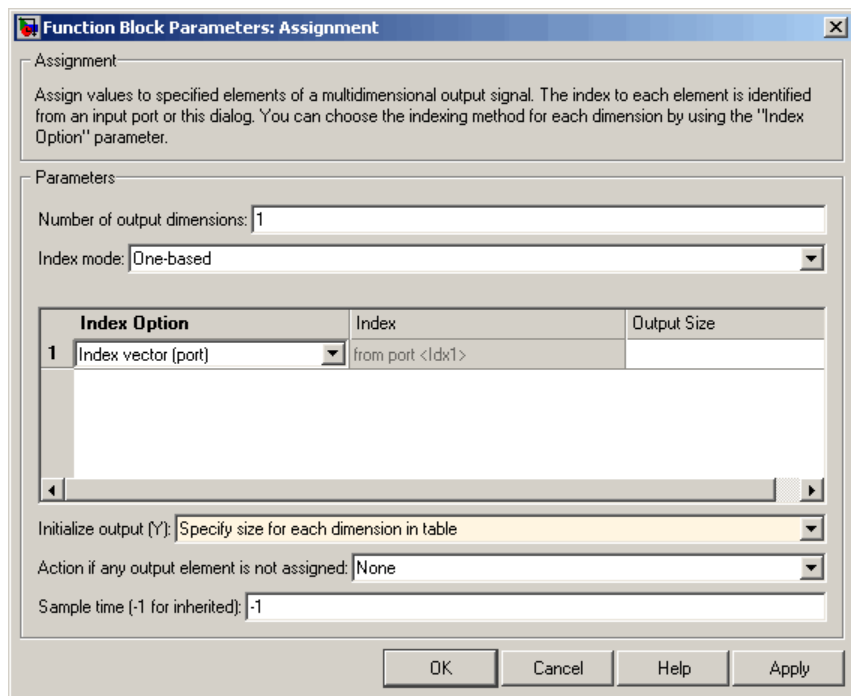 Function Block Parameters: Assignment
Assignment
Assign values to specified elements of a multidimensional output signal. The index to each element is identified
from an input port or this dialog. You can choose the indexing method for each dimension by using the "Index
Option" parameter.
Parameters
Number of output dimensions: 1
Index mode: One-based
Index Option Index Output Size
1 Index vector (port) from port <Idx1>
Initialize output (Y): Specify size for each dimension in table
Action if any output element is not assigned: None
Sample time (-1 for inherited): -1
OK Cancel Help Apply